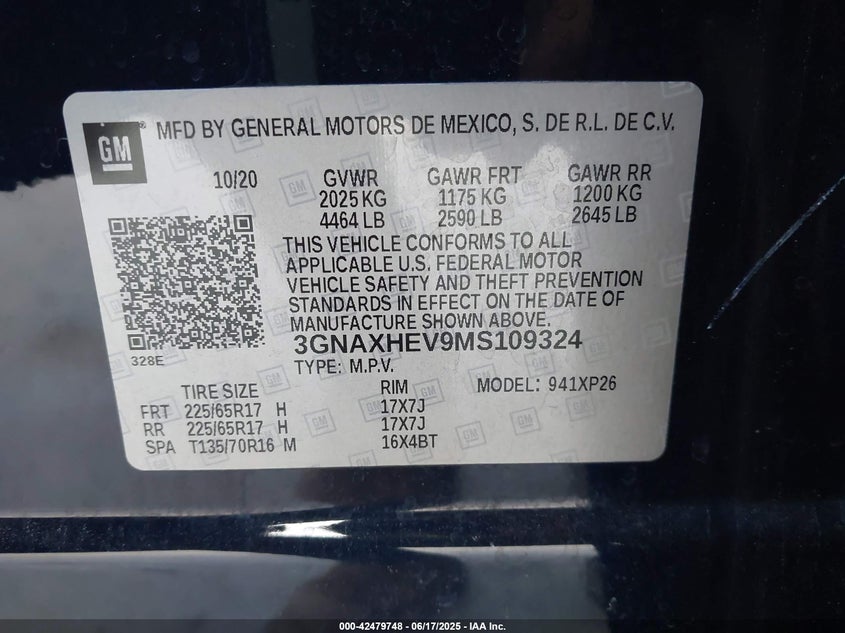 GM
MFD BY GENERAL MOTORS DE MEXICO, S. DE R.L. DE C.V.
10/20 GVWR GAWR FRT GAWR RR
2025 KG 1175 KG 1200 KG
4464 LB 2590 LB 2645 LB
THIS VEHICLE CONFORMS TO ALL
APPLICABLE U.S. FEDERAL MOTOR
VEHICLE SAFETY AND THEFT PREVENTION
STANDARDS IN EFFECT ON THE DATE OF
MANUFACTURE SHOWN ABOVE.
328E
3GNAXHEV9MS109324
TYPE: M.P.V.
TIRE SIZE RIM MODEL: 941XP26
FRT 225/65R17 H 17X7J
RR 225/65R17 H 17X7J
SPA T135/70R16 M 16X4BT
000-42479748 - 06/17/2025 - IAA Inc.